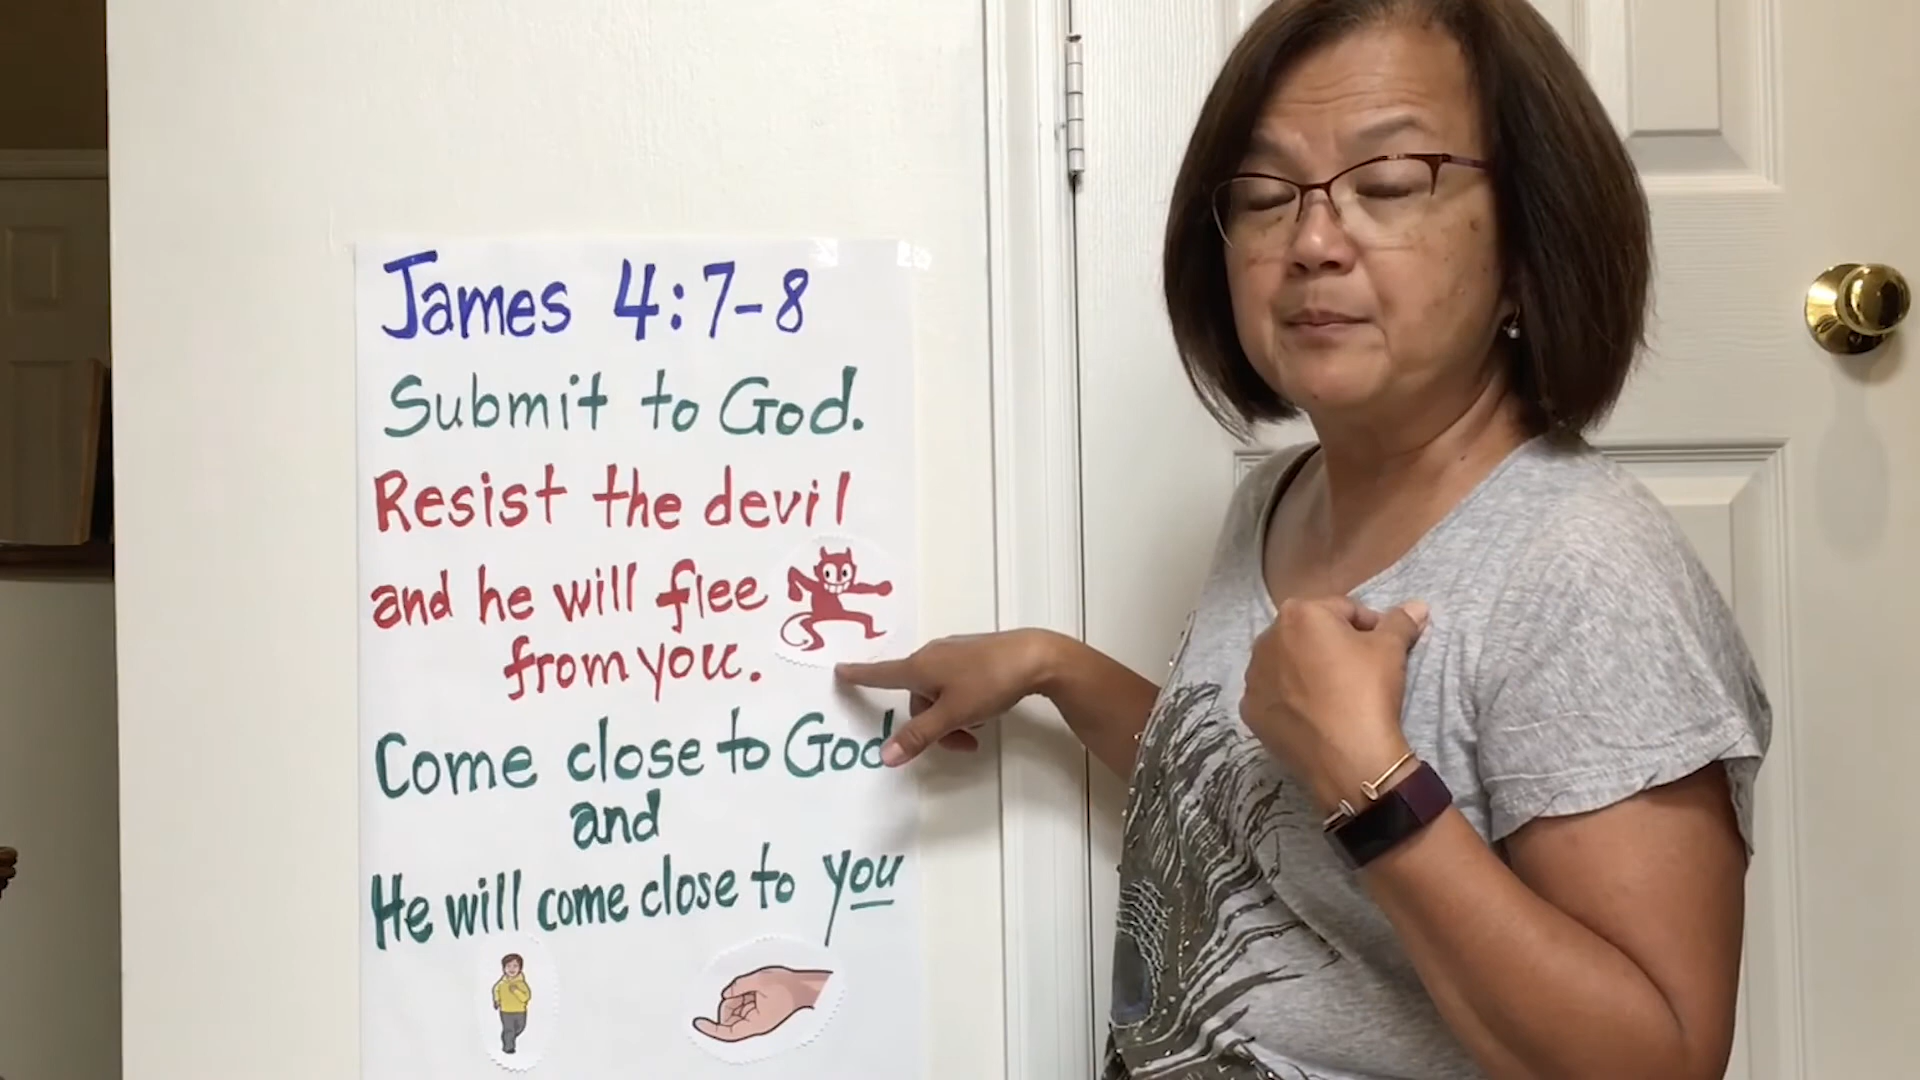 James 4:7-8
Submit to God.
Resist the devil
and he will flee
from you.
Come close to God
and
He will come close to you